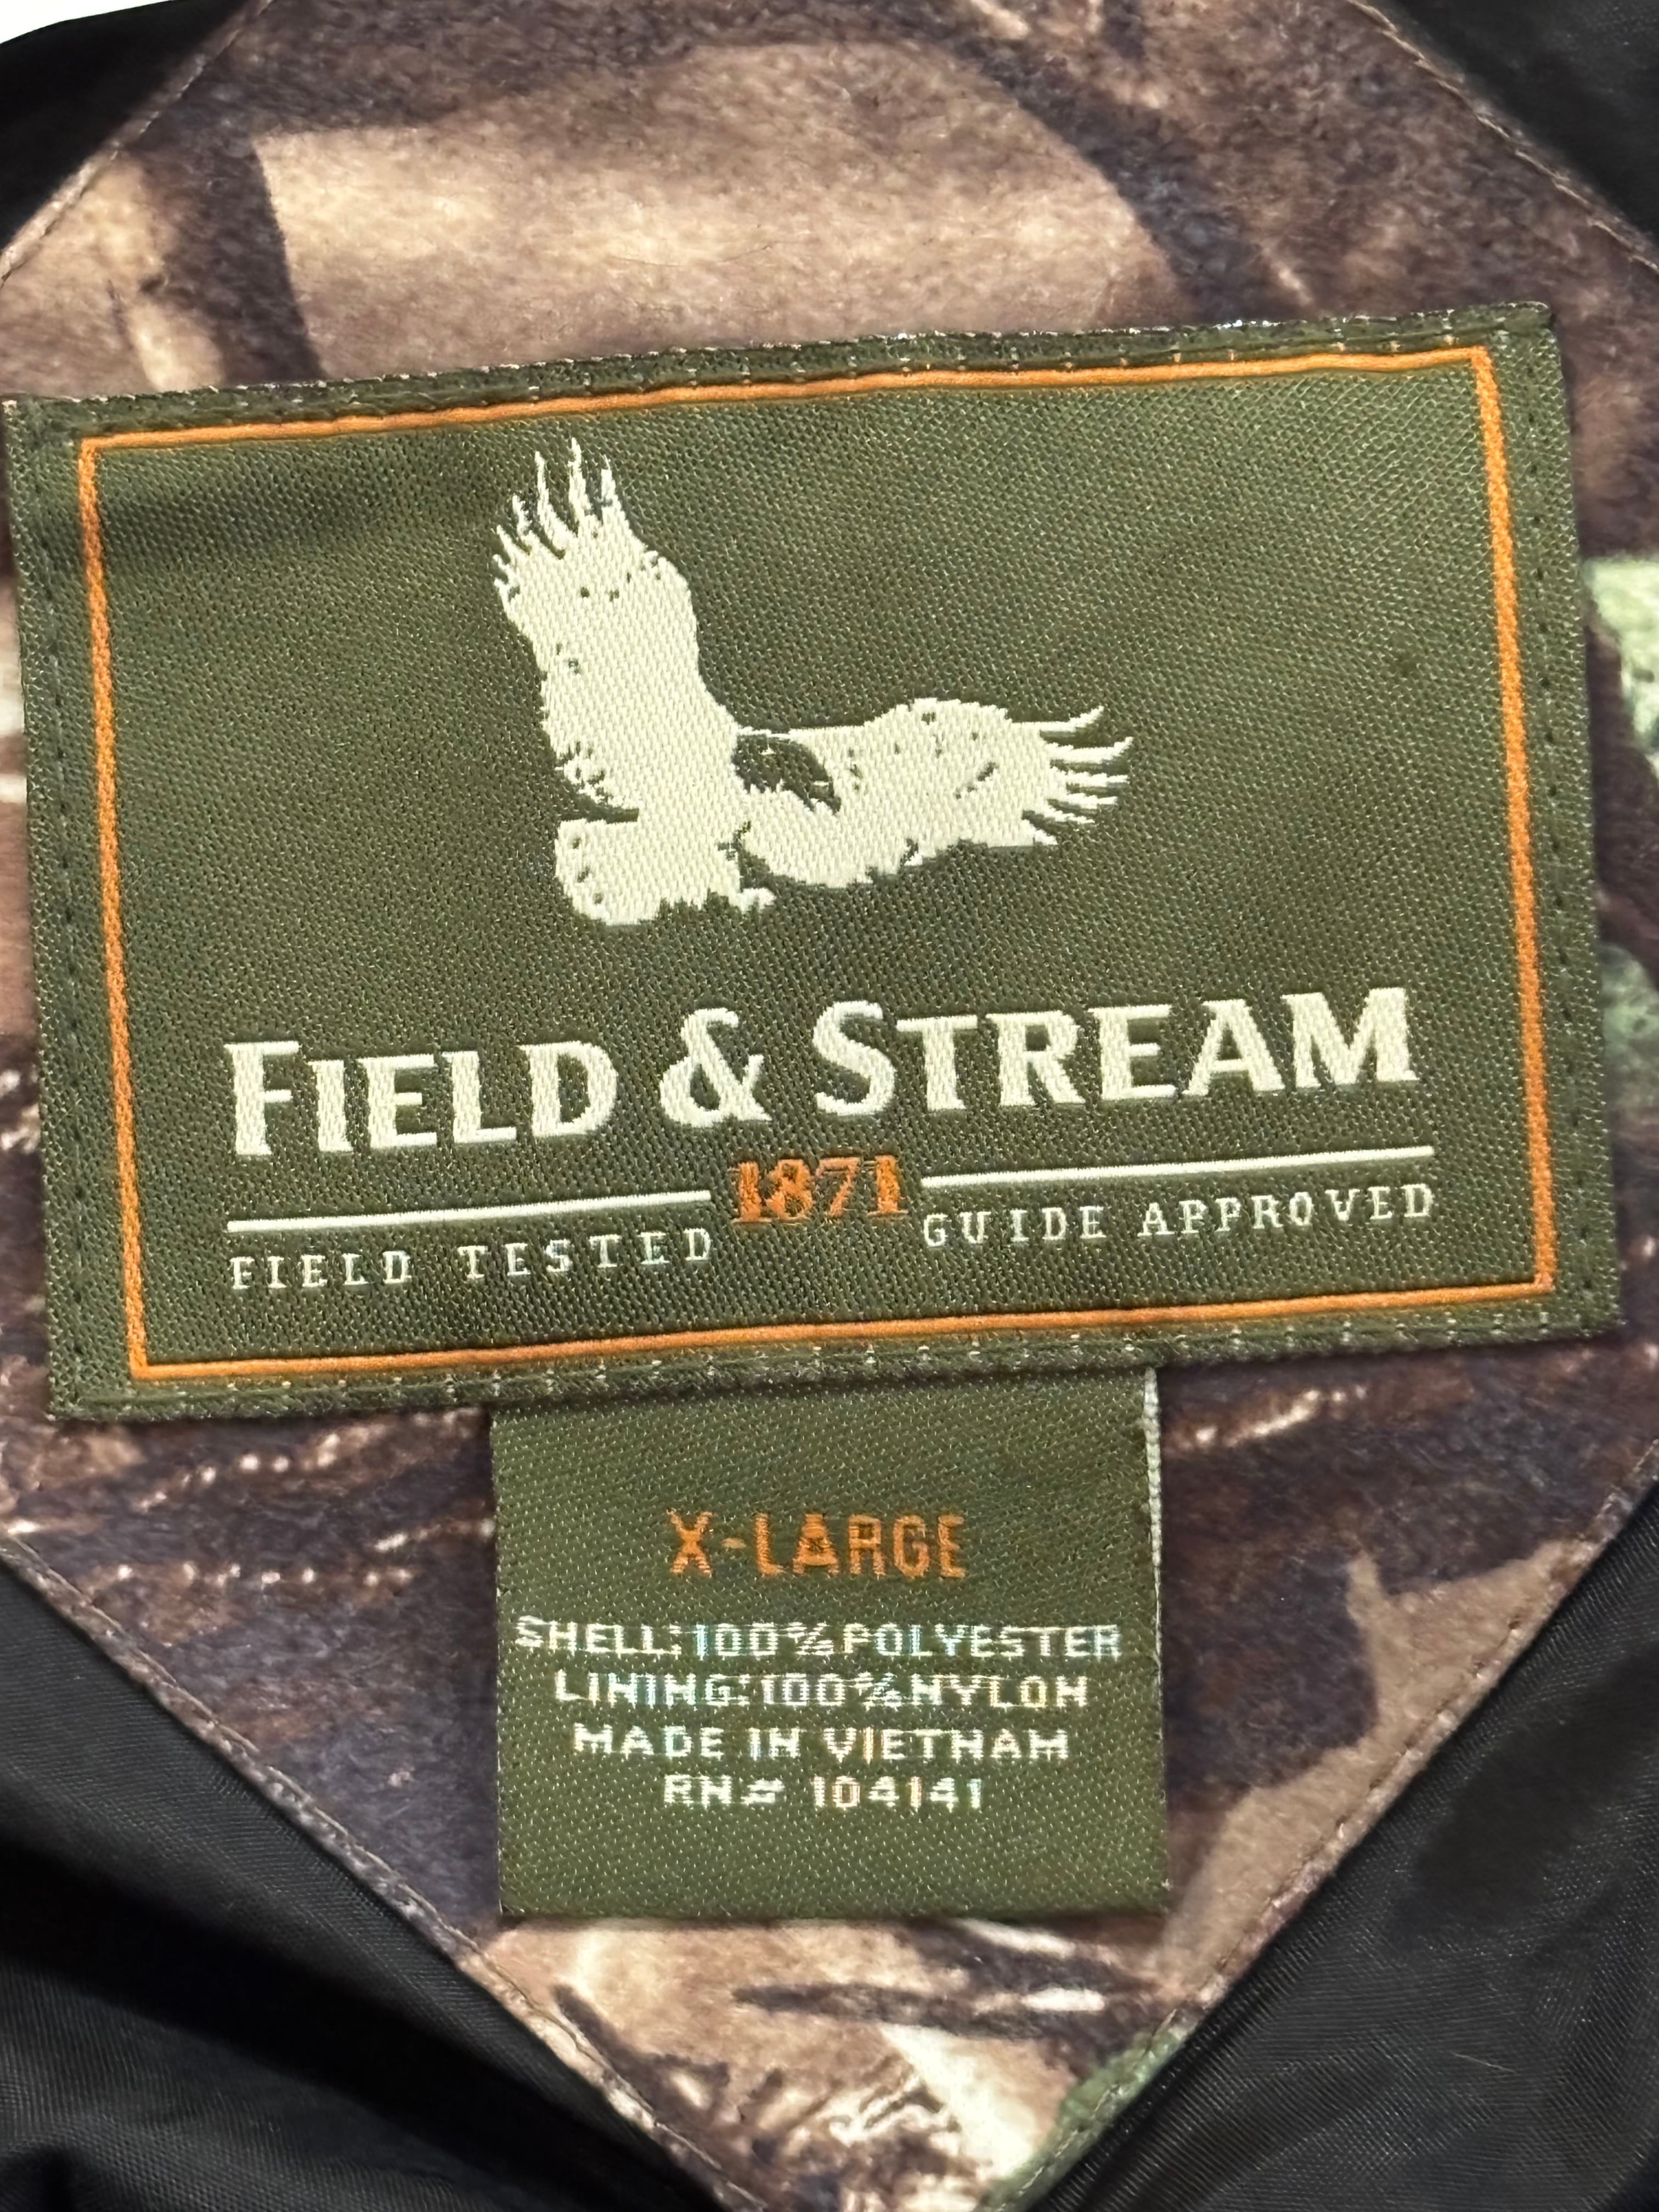 FIELD & STREAM
1871
FIELD TESTED GUIDE APPROVED
X-LARGE
SHELL:100%POLYESTER
LINING:100%NYLON
MADE IN VIETNAM
RN# 104141